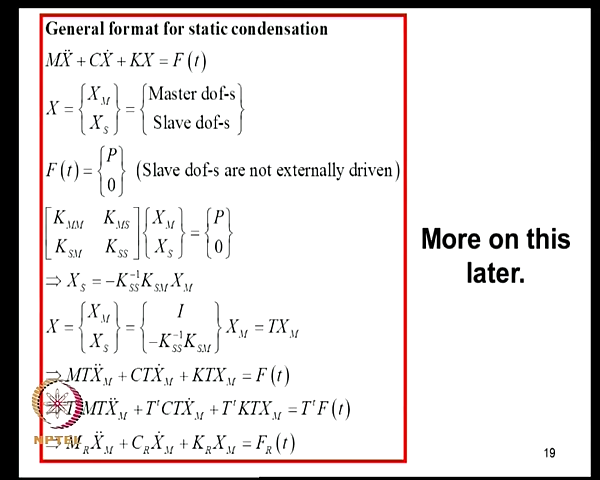 General format for static condensation
MẌ + CẊ + KX = F(t)
X = {X_M X_S} = {Master dof-s Slave dof-s}
F(t) = {P 0} (Slave dof-s are not externally driven)
[K_MM K_MS K_SM K_SS] {X_M X_S} = {P 0}
⇒ X_S = −K_SS^−1 K_SM X_M
X = {X_M X_S} = {I −K_SS^−1 K_SM} X_M = TX_M
⇒ MTẌ_M + CTẊ_M + KTX_M = F(t)
⇒ T^t MTẌ_M + T^t CTẊ_M + T^t KTX_M = T^t F(t)
⇒ M_R Ẍ_M + C_R Ẋ_M + K_R X_M = F_R(t)
More on this
later.
NPTEL
19